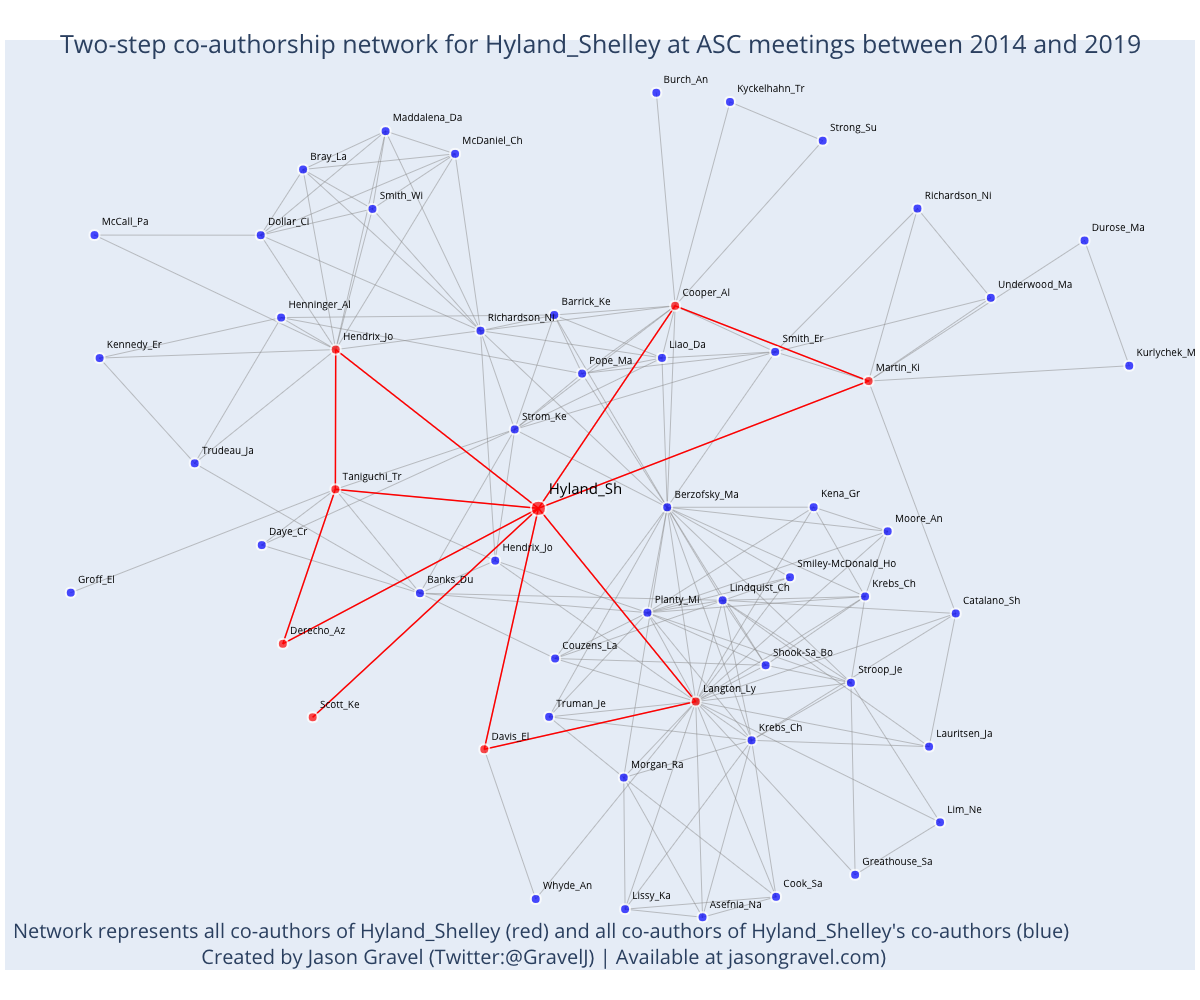 Two-step co-authorship network for Hyland_Shelley at ASC meetings between 2014 and 2019
Burch_An
Kyckelhahn_Tr
Maddalena_Da
Strong_Su
McDaniel_Ch
Bray_La
Smith_Wi
Richardson_Ni
McCall_Pa
Dollar_Ci
Durose_Ma
Underwood_Ma
Cooper_Al
Barrick_Ke
Henninger_Al
Richardson_Ni
Hendrix_Jo
Smith_Er
Kennedy_Er
Liao_Da
Kurlychek_M
Pope_Ma
Martin_Ki
Strom_Ke
Trudeau_Ja
Taniguchi_Tr
Hyland_Sh
Berzofsky_Ma
Kena_Gr
Moore_An
Daye_Cr
Hendrix_Jo
Smiley-McDonald_Ho
Groff_El
Banks_Du
Lindquist_Ch
Krebs_Ch
Planty_Mi
Catalano_Sh
Derecho_Az
Couzens_La
Shook-Sa_Bo
Stroop_Je
Langton_Ly
Scott_Ke
Truman_Je
Krebs_Ch
Davis_El
Lauritsen_Ja
Morgan_Ra
Lim_Ne
Greathouse_Sa
Whyde_An
Cook_Sa
Lissy_Ka
Asefnia_Na
Network represents all co-authors of Hyland_Shelley (red) and all co-authors of Hyland_Shelley's co-authors (blue)
Created by Jason Gravel (Twitter:@GravelJ) | Available at jasongravel.com)